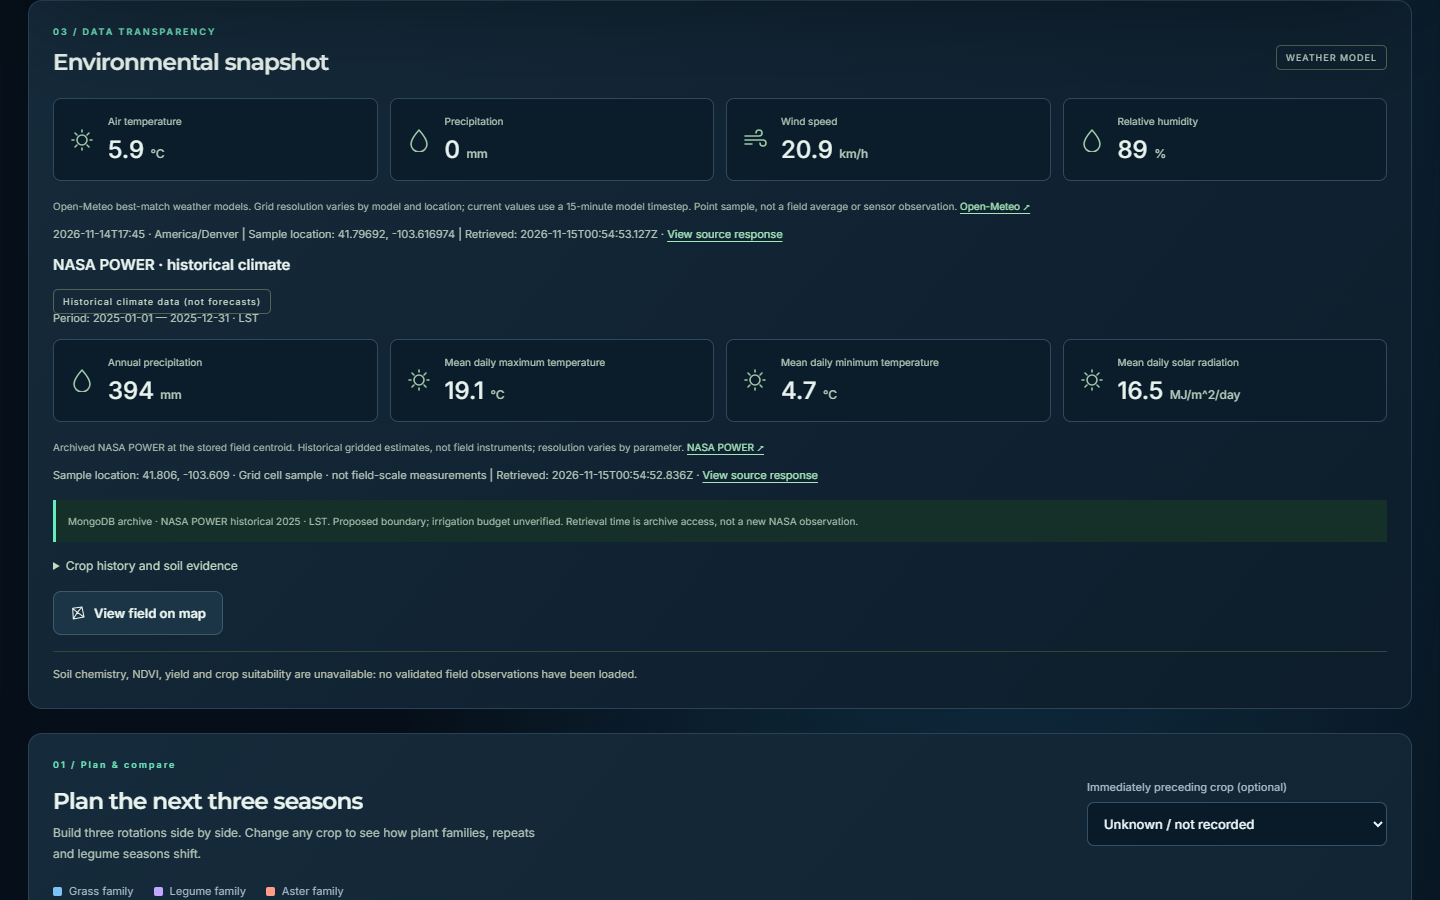 03 / DATA TRANSPARENCY
Environmental snapshot
WEATHER MODEL
Air temperature
5.9 °C
Precipitation
0 mm
Wind speed
20.9 km/h
Relative humidity
89 %
Open-Meteo best-match weather models. Grid resolution varies by model and location; current values use a 15-minute model timestep. Point sample, not a field average or sensor observation. Open-Meteo ↗
2026-11-14T17:45 · America/Denver | Sample location: 41.79692, -103.616974 | Retrieved: 2026-11-15T00:54:53.127Z · View source response
NASA POWER · historical climate
Historical climate data (not forecasts)
Period: 2025-01-01 — 2025-12-31 · LST
Annual precipitation
394 mm
Mean daily maximum temperature
19.1 °C
Mean daily minimum temperature
4.7 °C
Mean daily solar radiation
16.5 MJ/m^2/day
Archived NASA POWER at the stored field centroid. Historical gridded estimates, not field instruments; resolution varies by parameter. NASA POWER ↗
Sample location: 41.806, -103.609 · Grid cell sample · not field-scale measurements | Retrieved: 2026-11-15T00:54:52.836Z · View source response
MongoDB archive · NASA POWER historical 2025 · LST. Proposed boundary; irrigation budget unverified. Retrieval time is archive access, not a new NASA observation.
Crop history and soil evidence
View field on map
Soil chemistry, NDVI, yield and crop suitability are unavailable: no validated field observations have been loaded.
01 / Plan & compare
Plan the next three seasons
Build three rotations side by side. Change any crop to see how plant families, repeats
and legume seasons shift.
Immediately preceding crop (optional)
Unknown / not recorded
Grass family
Legume family
Aster family